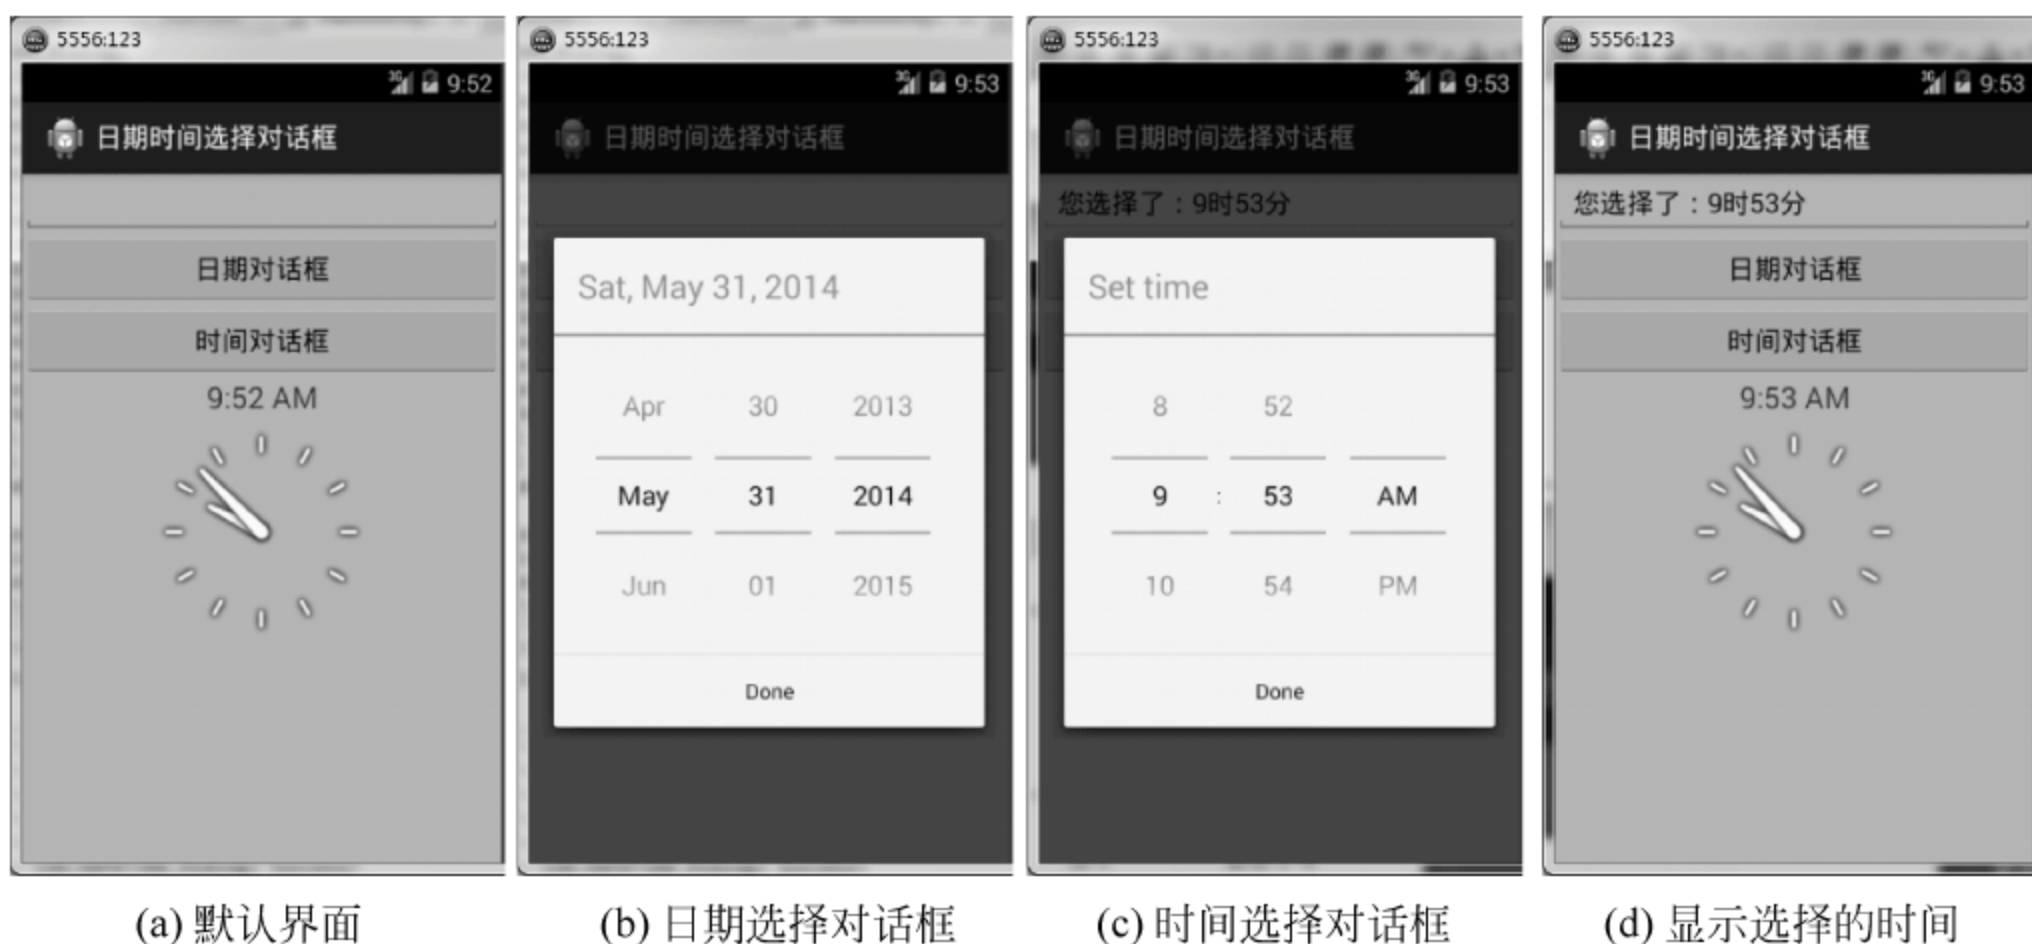 5556:123
3G 9:52
日期时间选择对话框
日期对话框
时间对话框
9:52 AM
(a) 默认界面
5556:123
3G 9:53
日期时间选择对话框
Sat, May 31, 2014
Apr 30 2013
May 31 2014
Jun 01 2015
Done
(b) 日期选择对话框
5556:123
3G 9:53
日期时间选择对话框
您选择了：9时53分
Set time
8 52
9 : 53 AM
10 54 PM
Done
(c) 时间选择对话框
5556:123
3G 9:53
日期时间选择对话框
您选择了：9时53分
日期对话框
时间对话框
9:53 AM
(d) 显示选择的时间